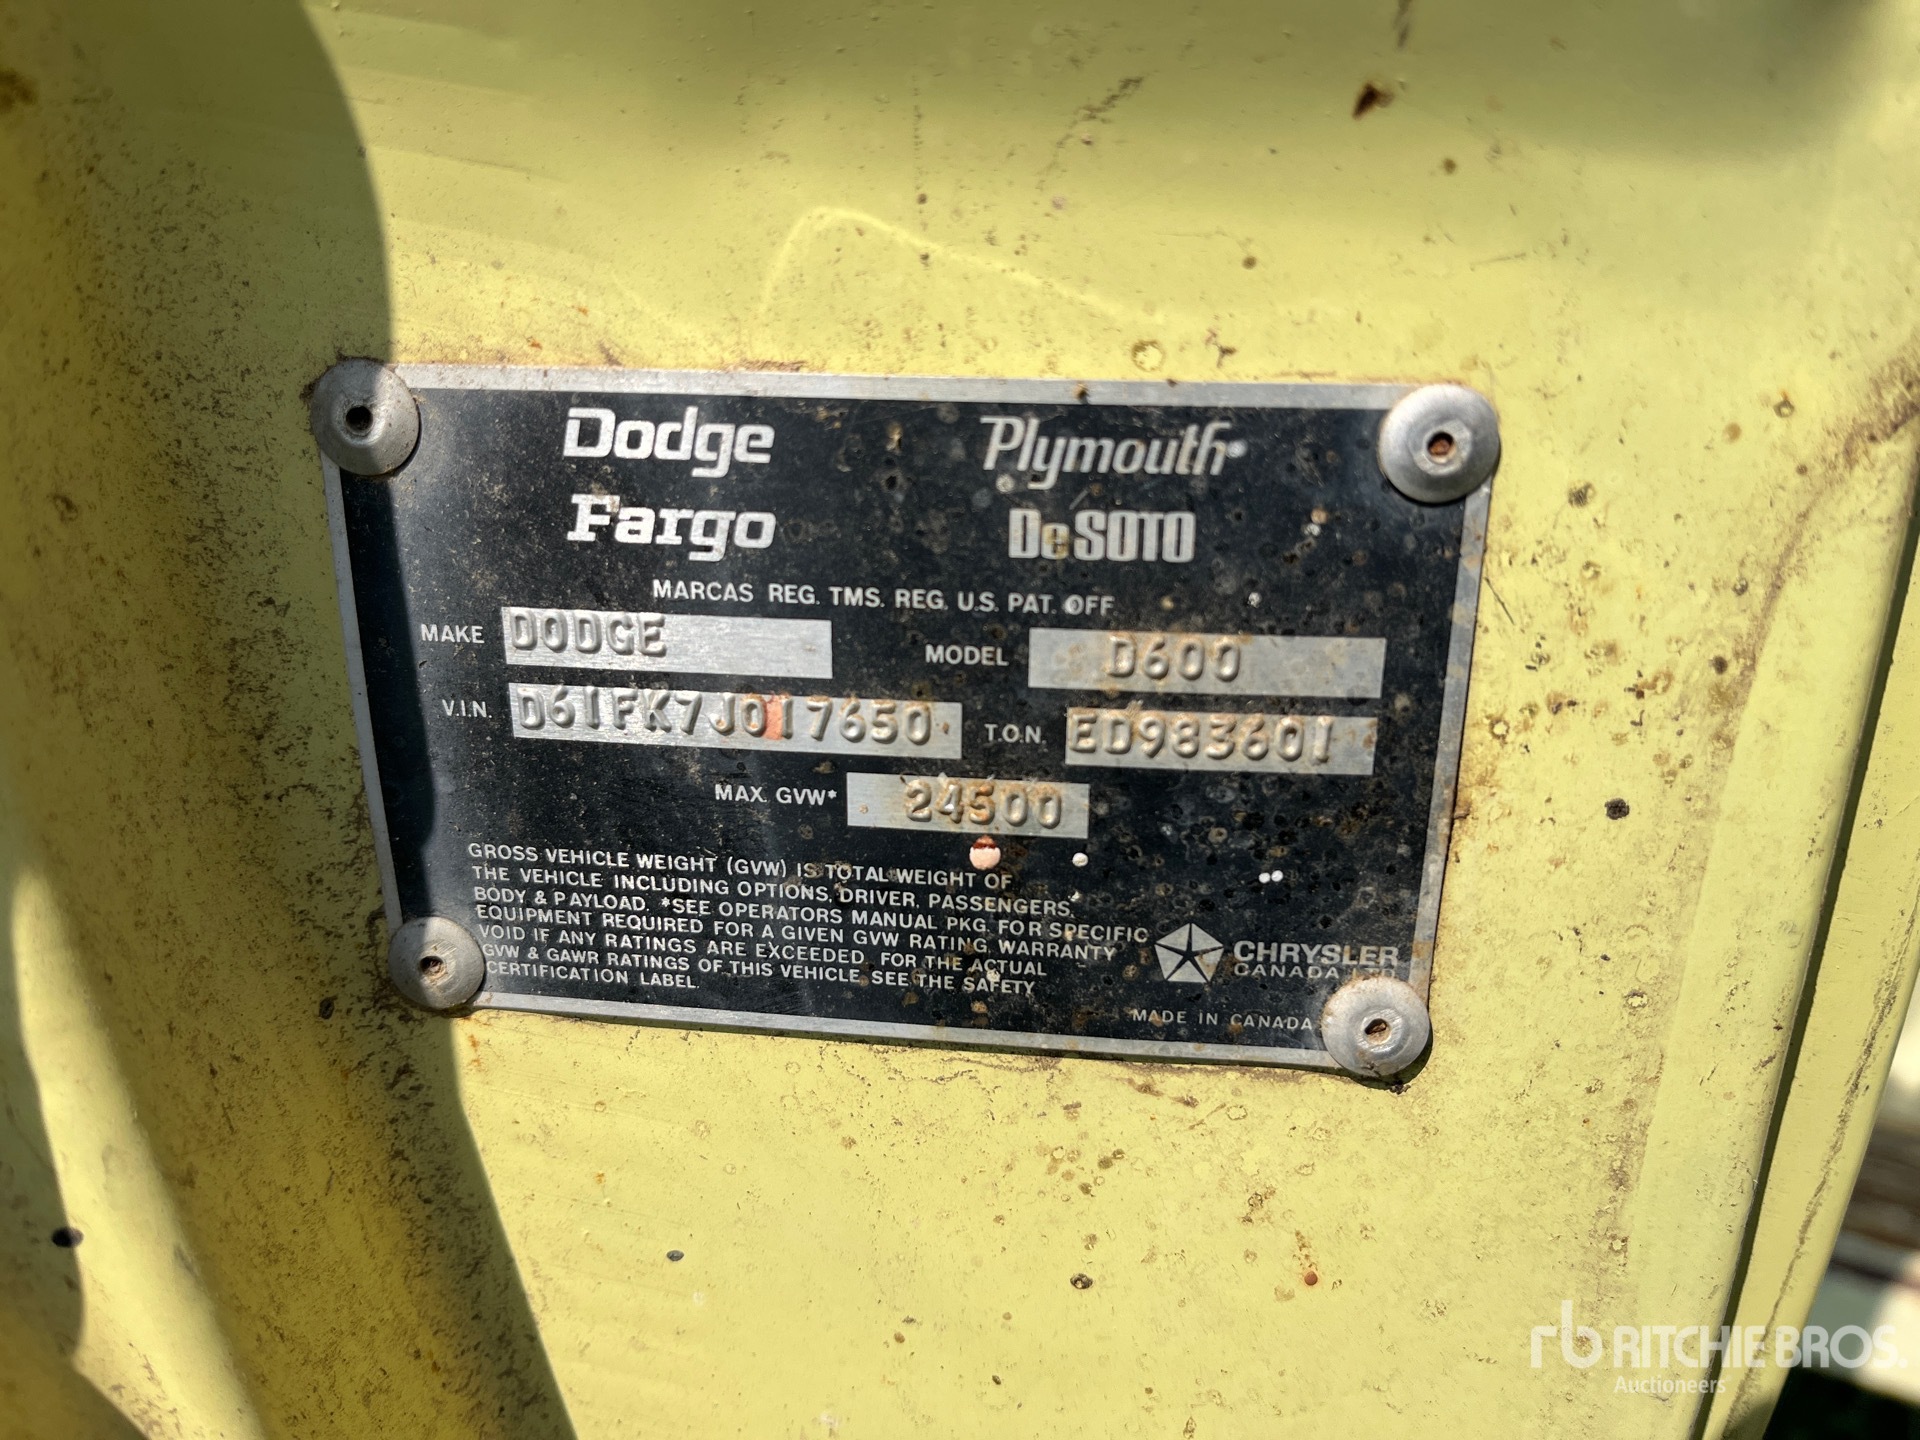 Dodge Plymouth
Fargo DeSOTO
MARCAS REG. TMS. REG. U.S. PAT. OFF
MAKE DODGE MODEL D600
V.I.N. D61FK7J017650 T.O.N. ED983601
MAX. GVW* 24500
GROSS VEHICLE WEIGHT (GVW) IS TOTAL WEIGHT OF
THE VEHICLE INCLUDING OPTIONS, DRIVER, PASSENGERS,
BODY & PAYLOAD. *SEE OPERATORS MANUAL PKG. FOR SPECIFIC
EQUIPMENT REQUIRED FOR A GIVEN GVW RATING. WARRANTY
VOID IF ANY RATINGS ARE EXCEEDED. FOR THE ACTUAL
GVW & GAWR RATINGS OF THIS VEHICLE SEE THE SAFETY
CERTIFICATION LABEL.
CHRYSLER
CANADA LTD
MADE IN CANADA
rb RITCHIE BROS.
Auctioneers